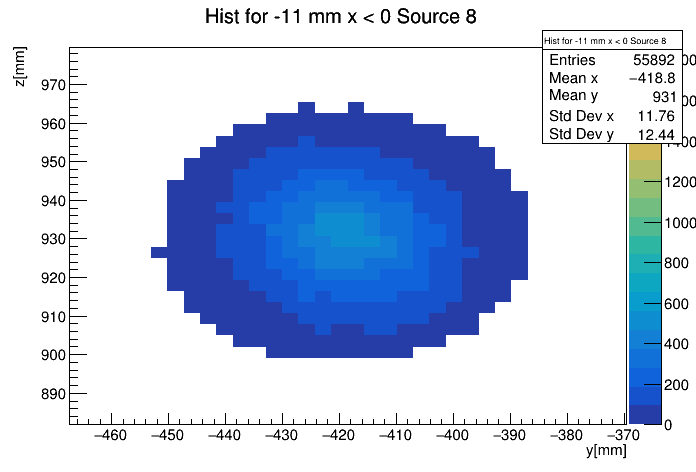 Hist for -11 mm x < 0 Source 8
z[mm]
Hist for -11 mm x < 0 Source 8
Entries 55892
Mean x −418.8
Mean y 931
Std Dev x 11.76
Std Dev y 12.44
970
960
950
940
930
920
910
900
890
1200
1000
800
600
400
200
0
−460 −450 −440 −430 −420 −410 −400 −390 −380 −370
y[mm]